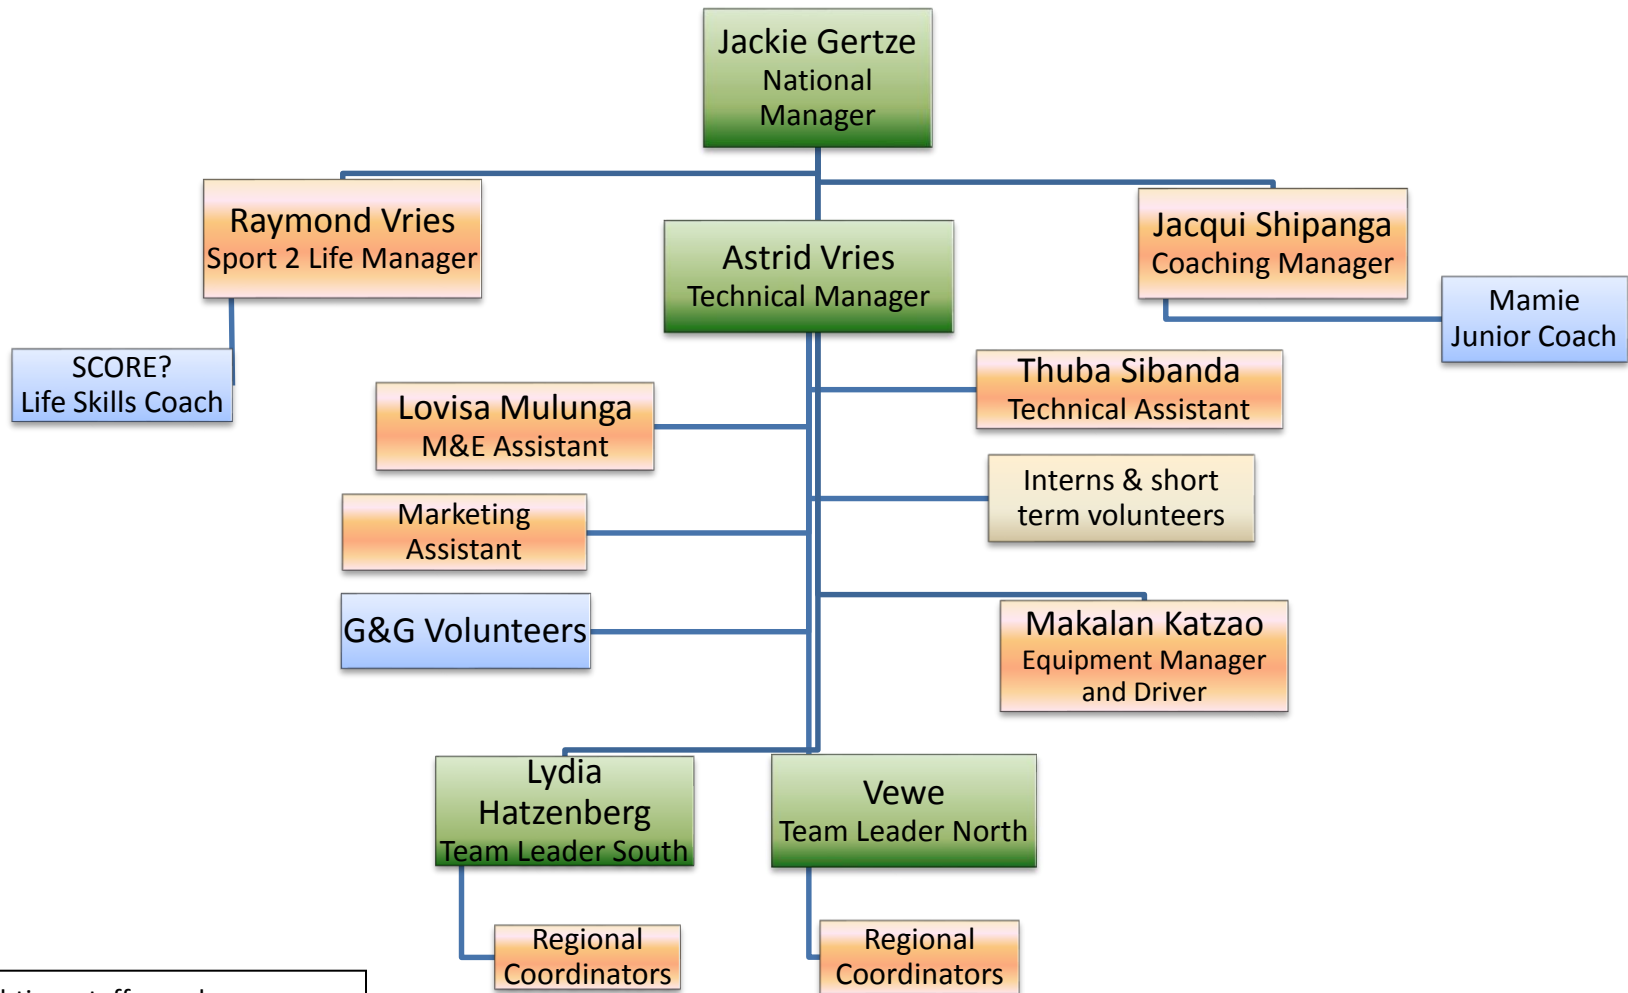 Jackie Gertze
National
Manager
Raymond Vries
Sport 2 Life Manager
Astrid Vries
Technical Manager
Jacqui Shipanga
Coaching Manager
Mamie
Junior Coach
SCORE?
Life Skills Coach
Lovisa Mulunga
M&E Assistant
Thuba Sibanda
Technical Assistant
Marketing
Assistant
Interns & short
term volunteers
G&G Volunteers
Makalan Katzao
Equipment Manager
and Driver
Lydia
Hatzenberg
Team Leader South
Vewe
Team Leader North
Regional
Coordinators
Regional
Coordinators